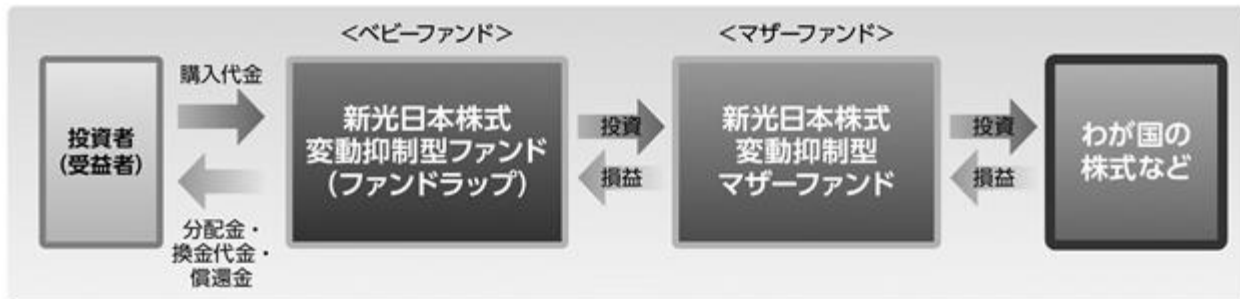 <ベビーファンド>
<マザーファンド>
投資者
(受益者)
購入代金
分配金・
換金代金・
償還金
新光日本株式
変動抑制型ファンド
(ファンドラップ)
投資
損益
新光日本株式
変動抑制型
マザーファンド
投資
損益
わが国の
株式など